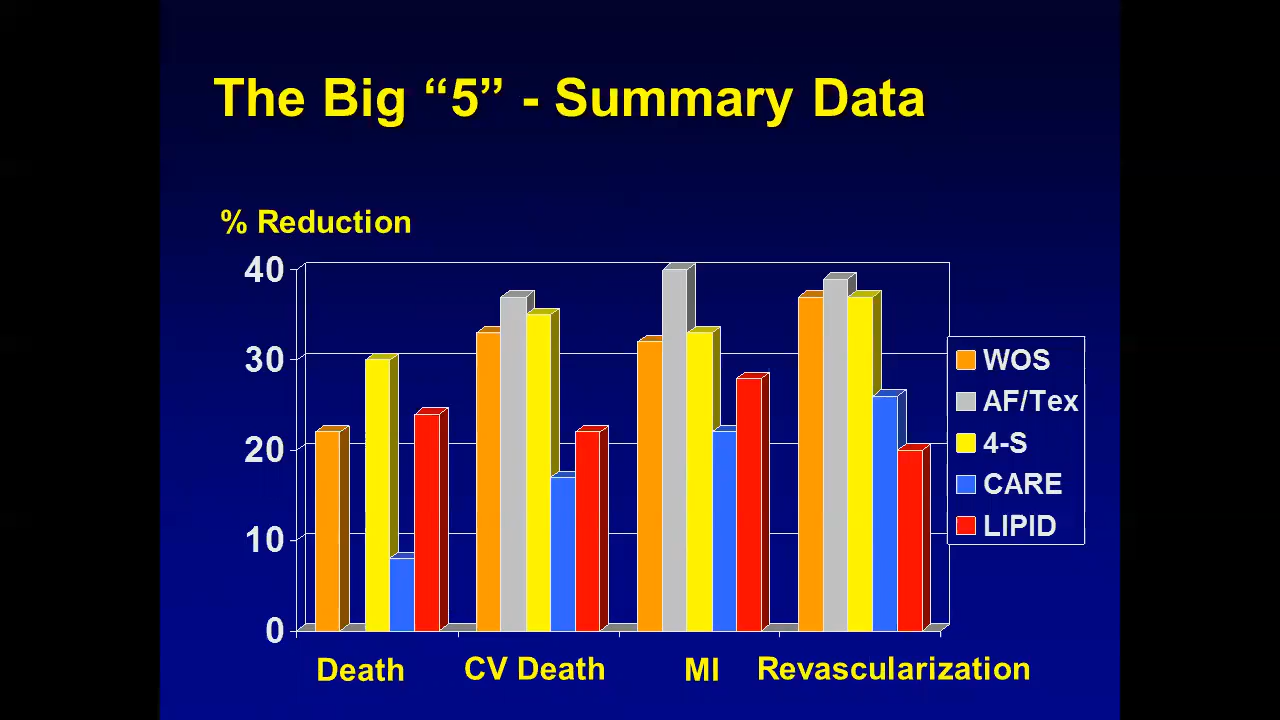 The Big “5” - Summary Data
% Reduction
40
30
20
10
0
Death
CV Death
MI
Revascularization
WOS
AF/Tex
4-S
CARE
LIPID